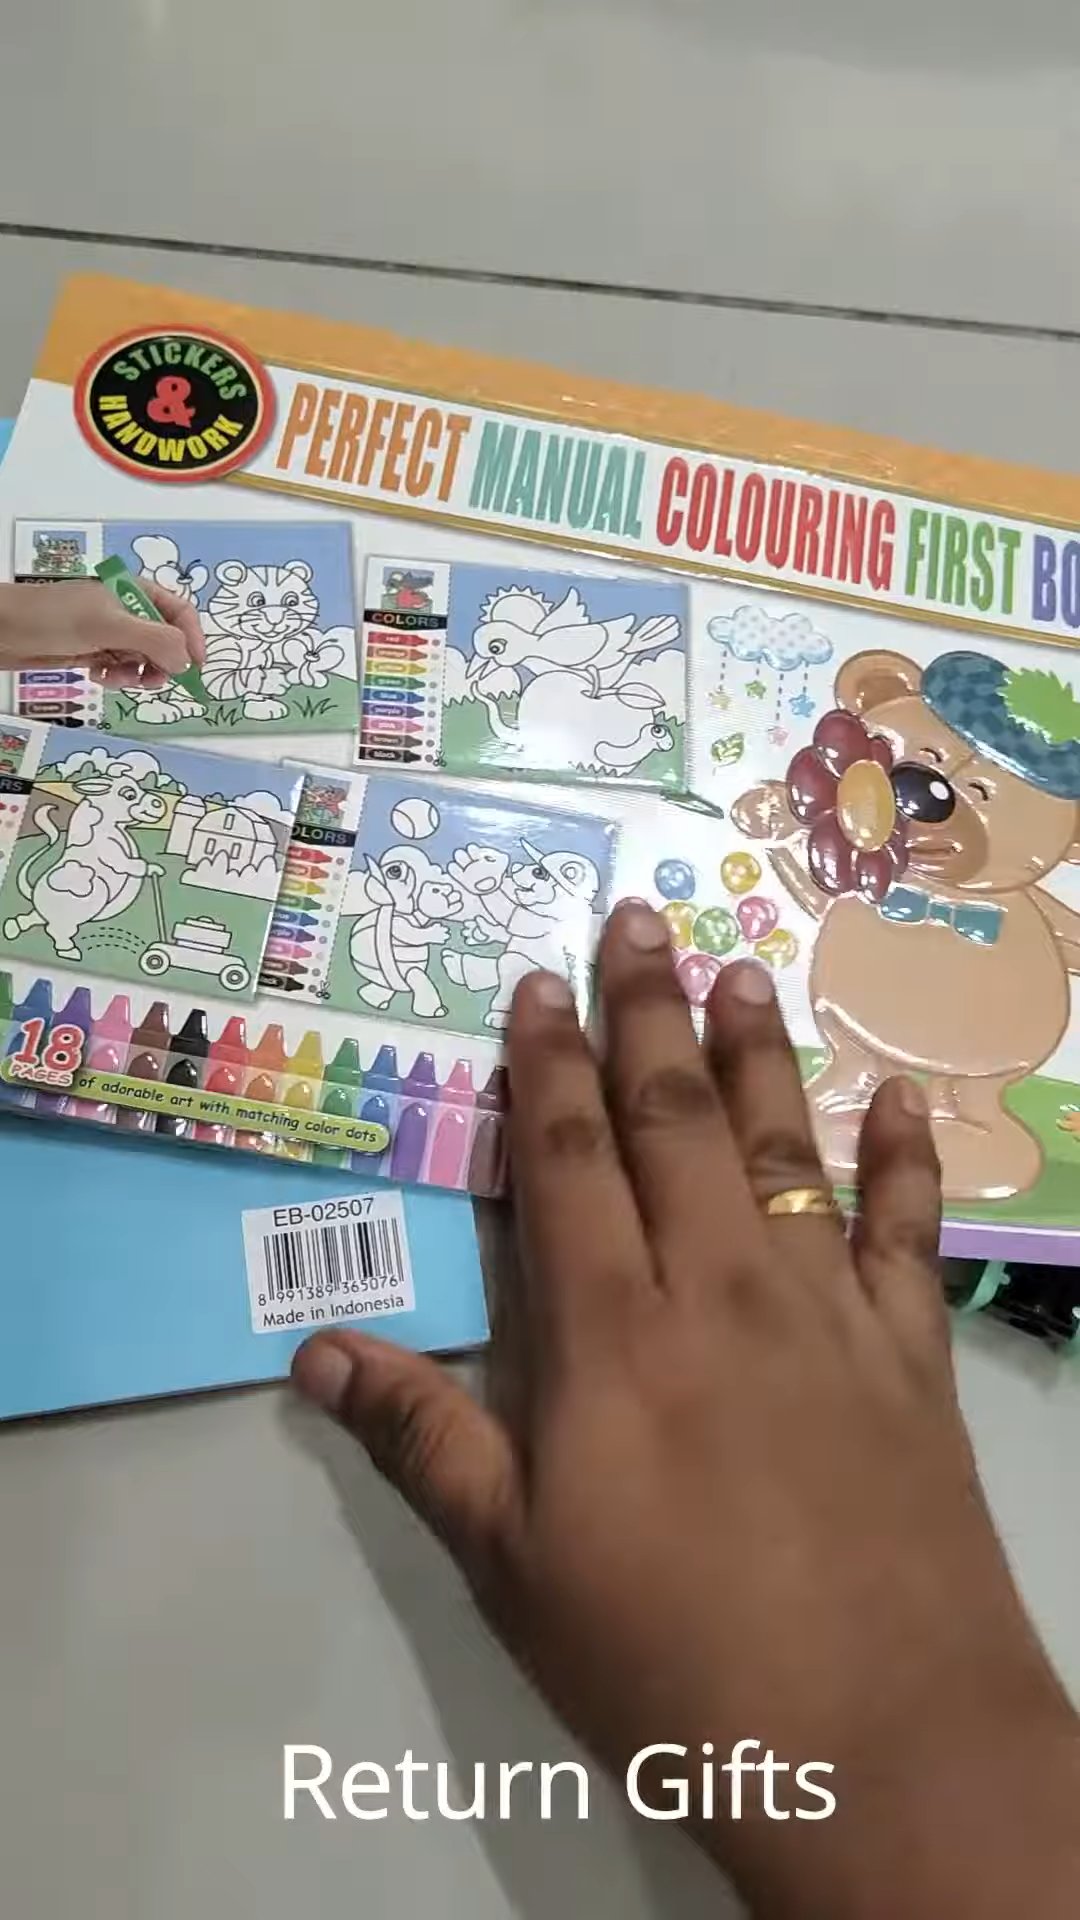 STICKERS
&
HANDWORK
PERFECT MANUAL COLOURING FIRST BO
COLORS
red
orange
yellow
green
blue
purple
pink
brown
black
18
PAGES
of adorable art with matching color dots
EB-02507
8 991389 365076
Made in Indonesia
Return Gifts